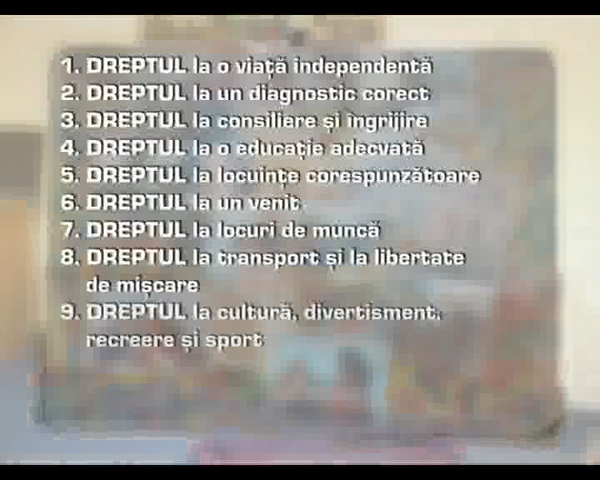 1. DREPTUL la o viață independentă
2. DREPTUL la un diagnostic corect
3. DREPTUL la consiliere și îngrijire
4. DREPTUL la o educație adecvată
5. DREPTUL la locuințe corespunzătoare
6. DREPTUL la un venit
7. DREPTUL la locuri de muncă
8. DREPTUL la transport și la libertate
de mișcare
9. DREPTUL la cultură, divertisment,
recreere și sport